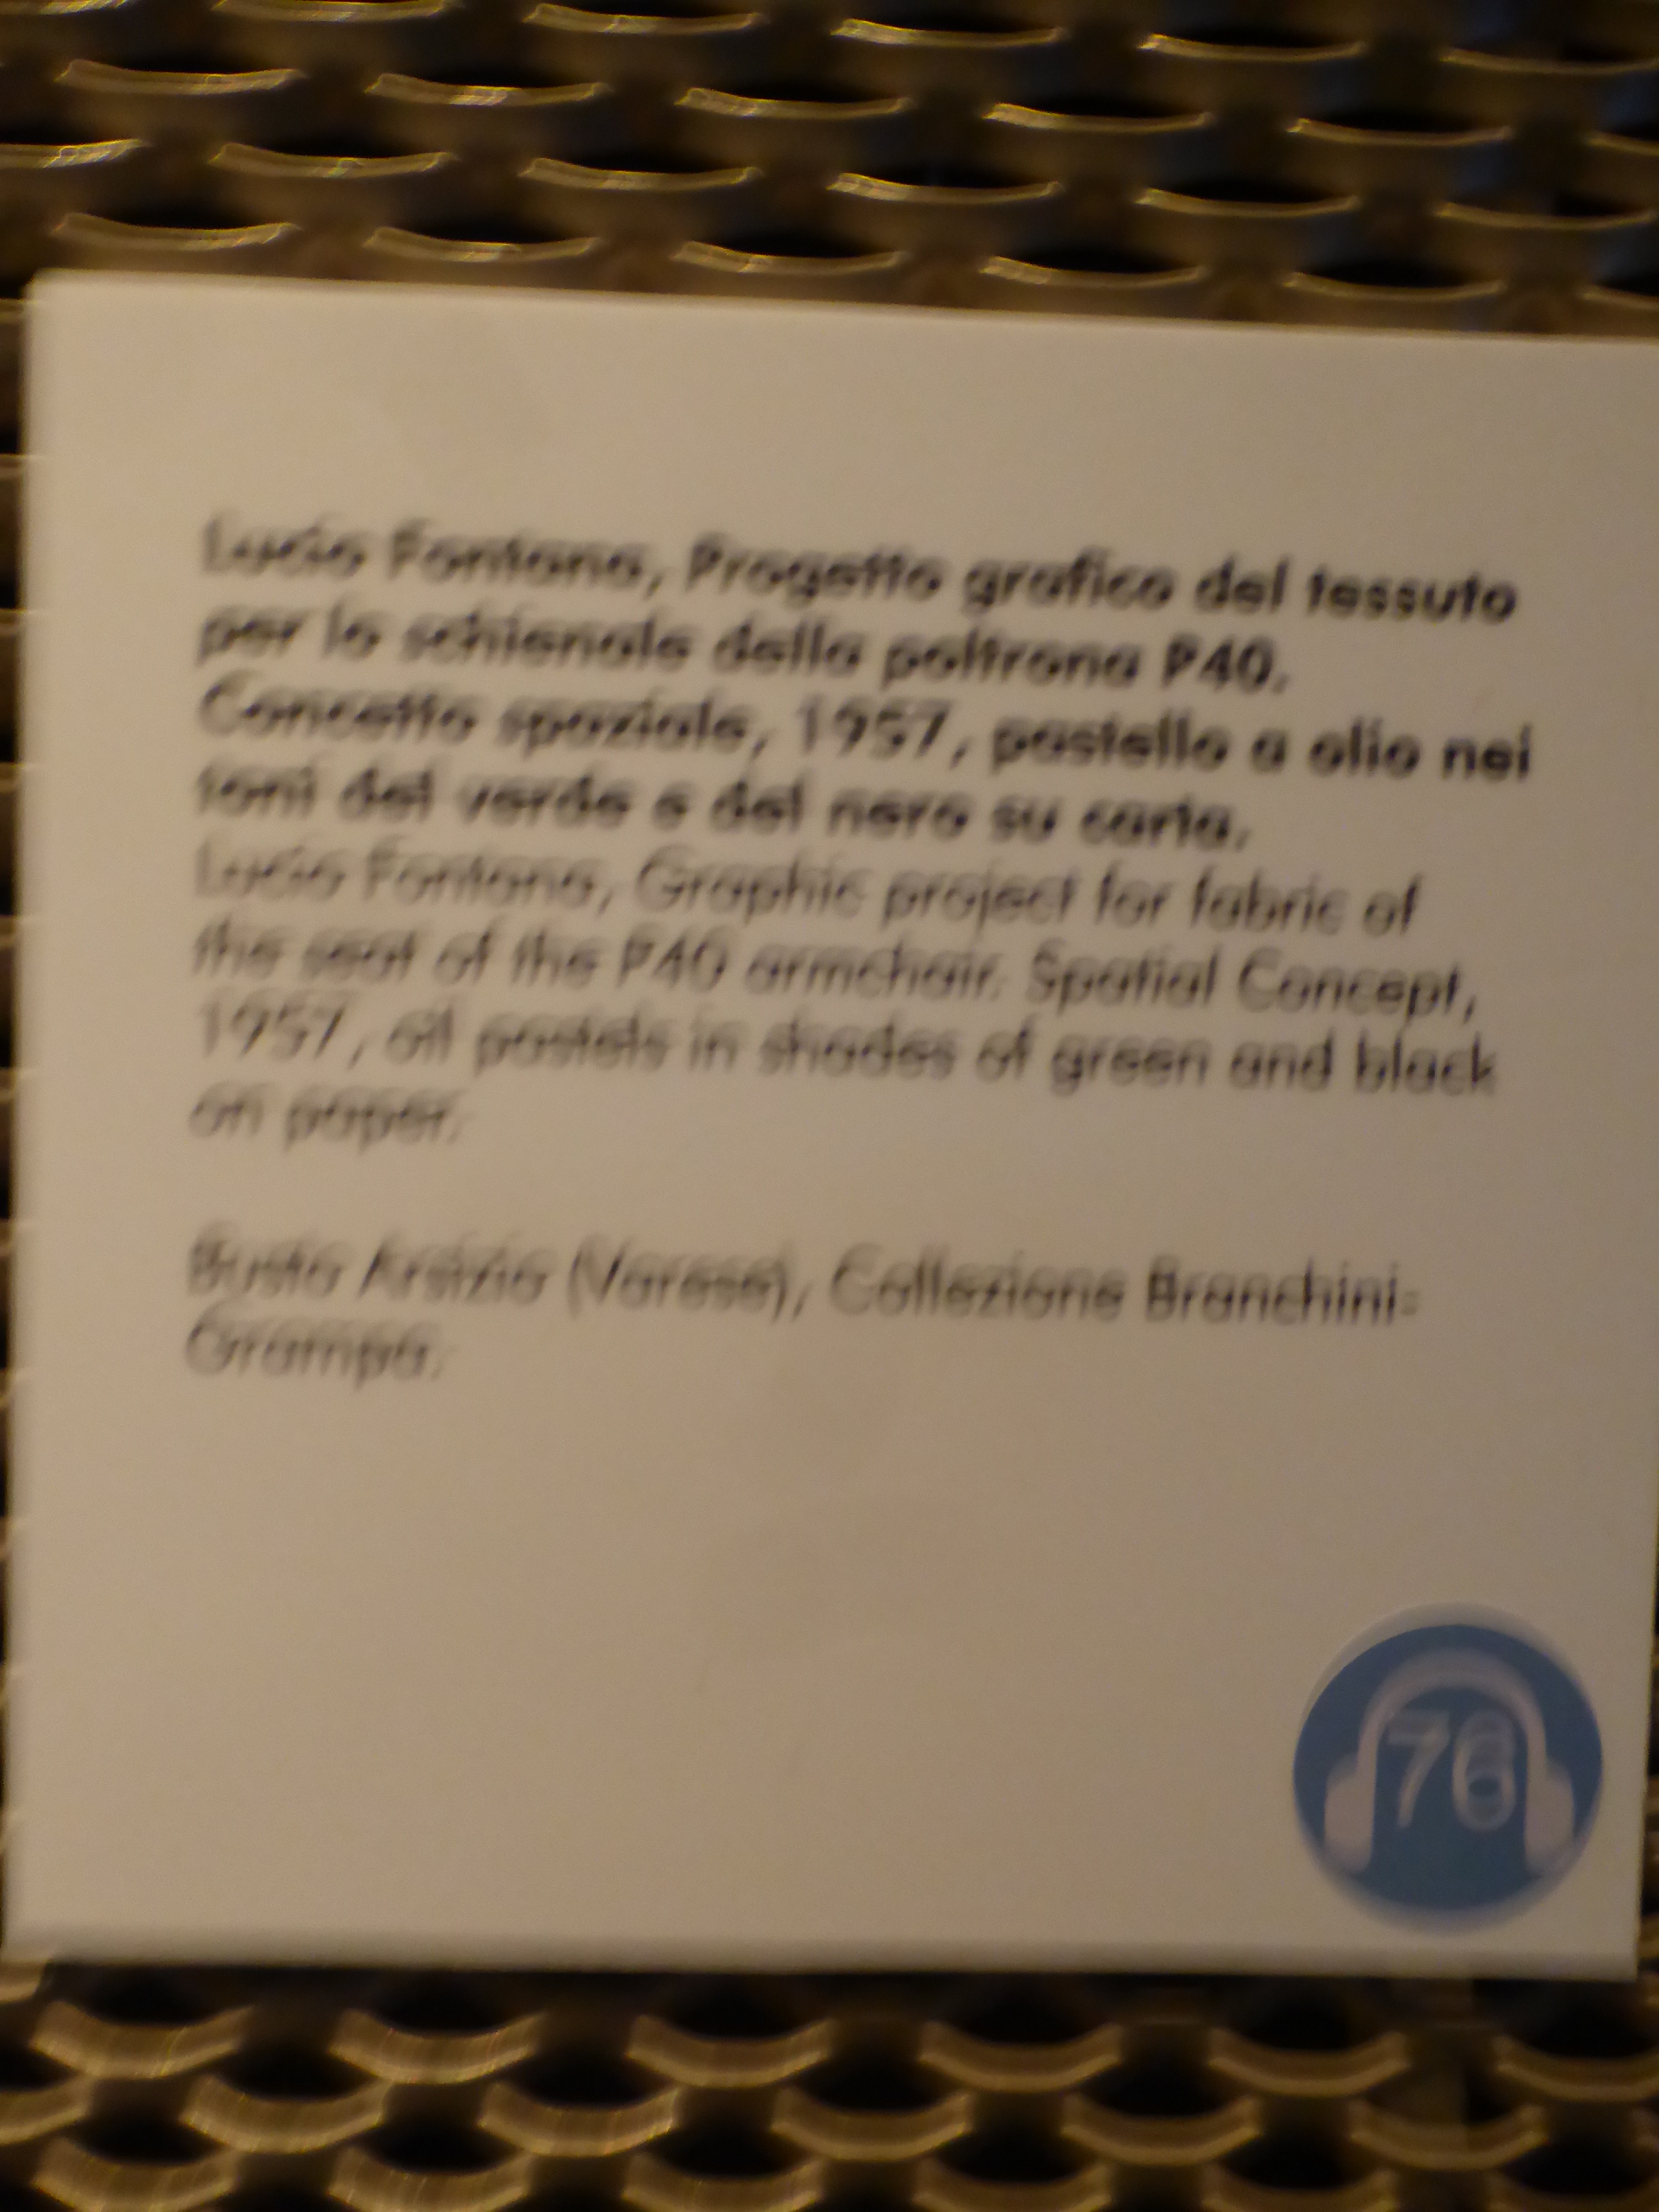 Lucio Fontana, Progetto grafico del tessuto
per lo schienale della poltrona P40.
Concetto spaziale, 1957, pastello a olio nei
toni del verde e del nero su carta.
Lucio Fontana, Graphic project for fabric of
the seat of the P40 armchair. Spatial Concept,
1957, oil pastels in shades of green and black
on paper.
Busto Arsizio (Varese), Collezione Branchini-
Grampa.
76